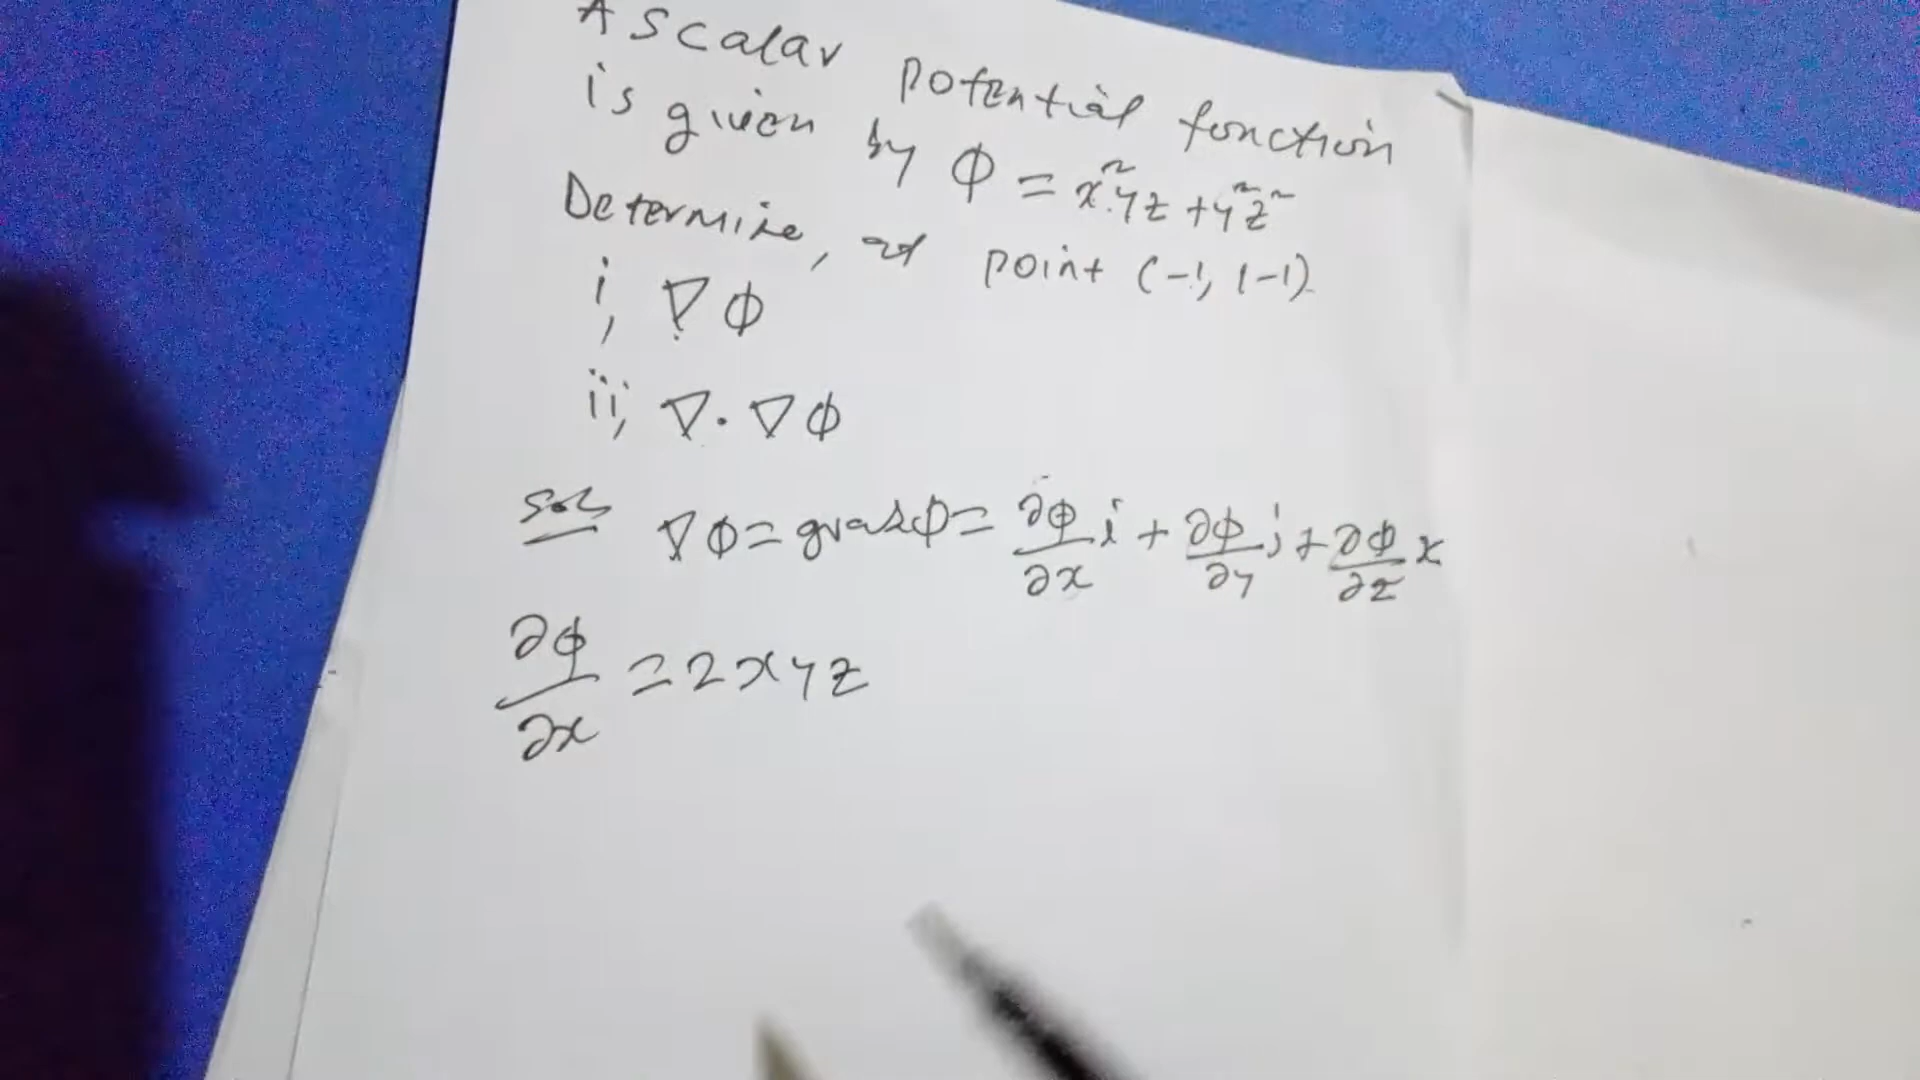 A Scalar potential function
is given by ϕ = x²yz + y²z²
Determine, at point (-1, 1 -1)
i, ∇ϕ
ii, ∇·∇ϕ
Sol
∇ϕ = gradϕ = ∂ϕ/∂x i + ∂ϕ/∂y j + ∂ϕ/∂z k
∂ϕ/∂x = 2xyz